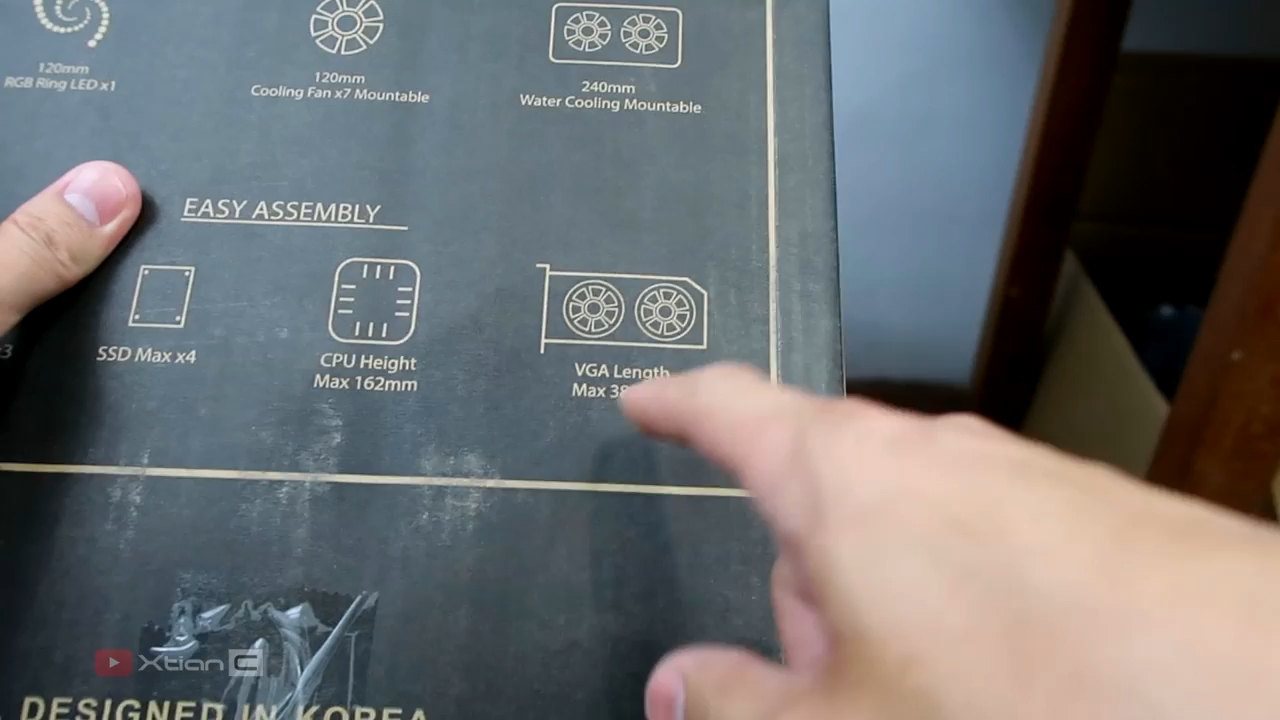 120mm
RGB Ring LED x1
120mm
Cooling Fan x7 Mountable
240mm
Water Cooling Mountable
EASY ASSEMBLY
SSD Max x4
CPU Height
Max 162mm
VGA Length
Max
XtianC
DESIGNED IN KOREA